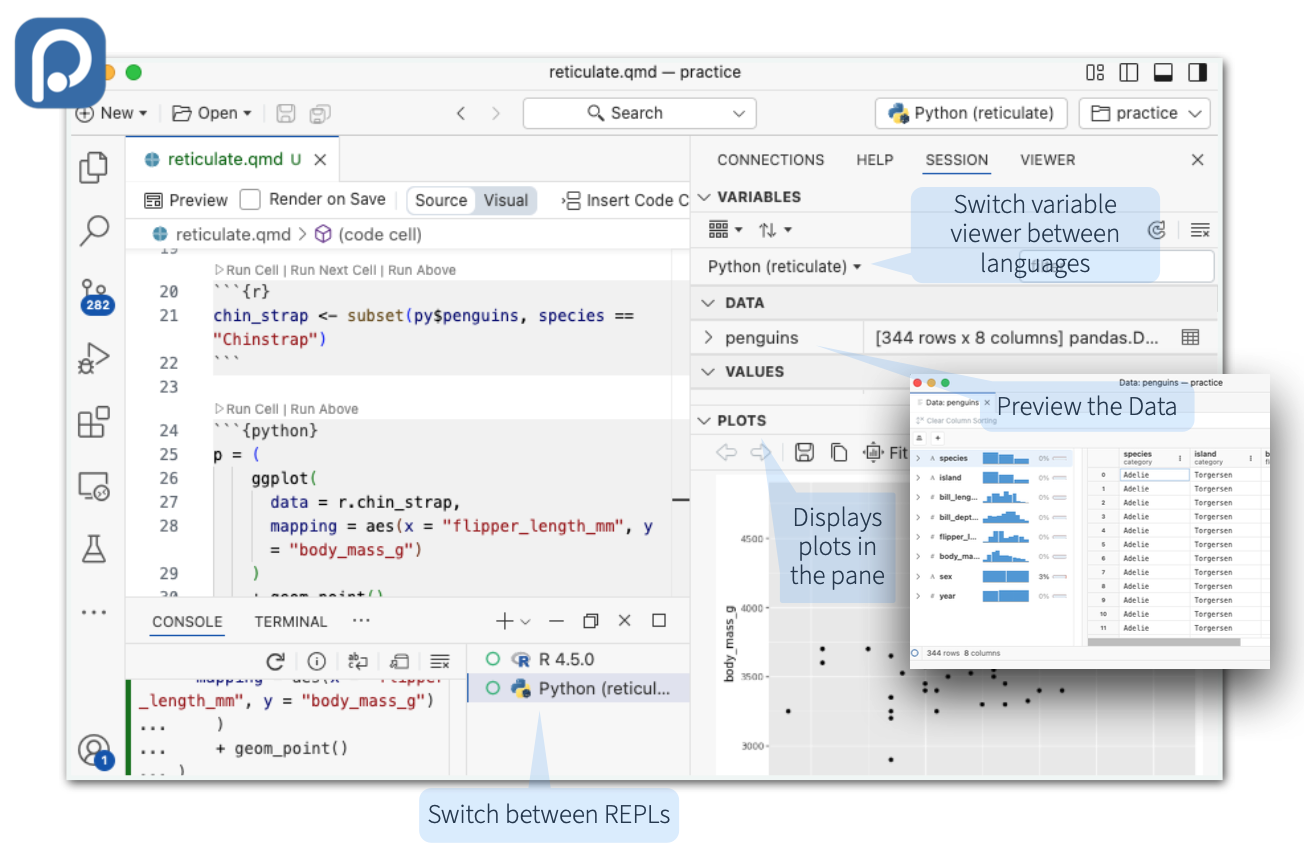 reticulate.qmd — practice
New
Open
Search
Python (reticulate)
practice
reticulate.qmd U
Preview
Render on Save
Source
Visual
Insert Code C
reticulate.qmd > (code cell)
19
Run Cell | Run Next Cell | Run Above
20 ```{r}
21 chin_strap <- subset(py$penguins, species ==
"Chinstrap")
22 ```
23
Run Cell | Run Above
24 ```{python}
25 p = (
26 ggplot(
27 data = r.chin_strap,
28 mapping = aes(x = "flipper_length_mm", y
= "body_mass_g")
29 )
30 + geom_point()
282
1
CONSOLE
TERMINAL
R 4.5.0
Python (reticul...
mapping = aes(x = "flipper
_length_mm", y = "body_mass_g")
... )
... + geom_point()
... )
Switch between REPLs
CONNECTIONS
HELP
SESSION
VIEWER
VARIABLES
Switch variable
viewer between
languages
Python (reticulate)
DATA
penguins
[344 rows x 8 columns] pandas.D...
VALUES
PLOTS
Fit
Displays
plots in
the pane
4500
4000
3500
3000
body_mass_g
Data: penguins — practice
Data: penguins
Preview the Data
Clear Column Sorting
species 0%
island 0%
bill_leng... 0%
bill_dept... 0%
flipper_l... 0%
body_ma... 0%
sex 3%
year 0%
species
category
island
category
b
fl
0 Adelie Torgersen
1 Adelie Torgersen
2 Adelie Torgersen
3 Adelie Torgersen
4 Adelie Torgersen
5 Adelie Torgersen
6 Adelie Torgersen
7 Adelie Torgersen
8 Adelie Torgersen
9 Adelie Torgersen
10 Adelie Torgersen
11 Adelie Torgersen
344 rows 8 columns